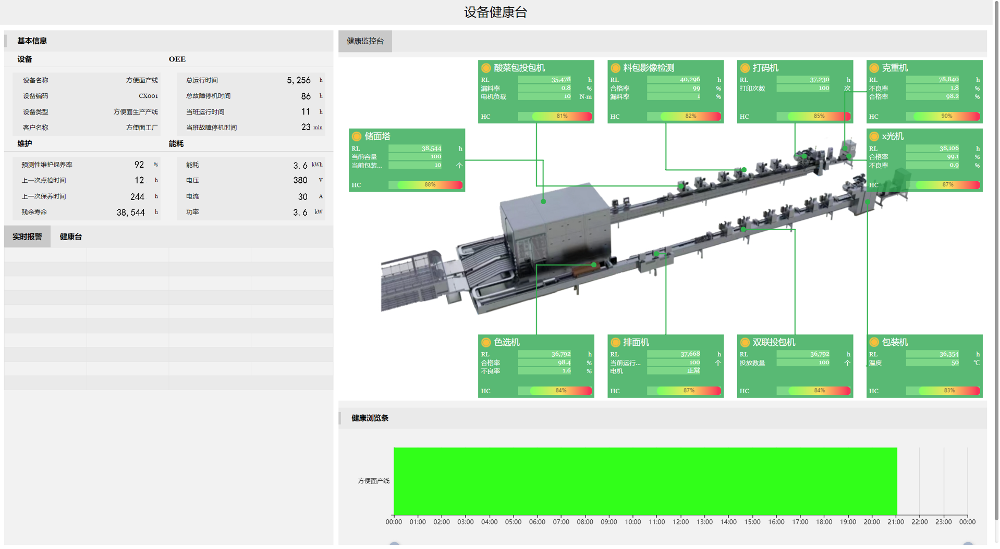 设备健康台
基本信息
设备
OEE
设备名称 方便面产线
设备编码 CX001
设备类型 方便面生产产线
客户名称 方便面工厂
总运行时间 5,256 h
总故障停机时间 86 h
当班运行时间 11 h
当班故障停机时间 23 min
维护
能耗
预测性维护保养率 92 %
上一次点检时间 12 h
上一次保养时间 244 h
残余寿命 38,544 h
能耗 3.6 kWh
电压 380 V
电流 30 A
功率 3.6 kW
实时报警 健康台
健康监控台
酸菜包投包机
RL 35,478 h
漏料率 0.8 %
电机负载 10 N·m
HC 81%
料包影像检测
RL 40,296 h
合格率 99 %
漏料率 1 %
HC 82%
打码机
RL 37,230 h
打印次数 100 次
HC 85%
克重机
RL 78,840 h
不良率 1.8 %
合格率 98.2 %
HC 90%
储面塔
RL 38,544 h
当前容量 100
当前包装... 10 个
HC 88%
x光机
RL 38,106 h
合格率 99.1 %
不良率 0.9 %
HC 87%
色选机
RL 36,792 h
合格率 98.4 %
不良率 1.6 %
HC 84%
排面机
RL 37,668 h
当前运行... 100 个
电机 正常
HC 87%
双联投包机
RL 36,792 h
投放数量 100 个
HC 84%
包装机
RL 36,354 h
温度 50 ℃
HC 83%
健康浏览条
方便面产线
00:00 01:00 02:00 03:00 04:00 05:00 06:00 07:00 08:00 09:00 10:00 11:00 12:00 13:00 14:00 15:00 16:00 17:00 18:00 19:00 20:00 21:00 22:00 23:00 00:00